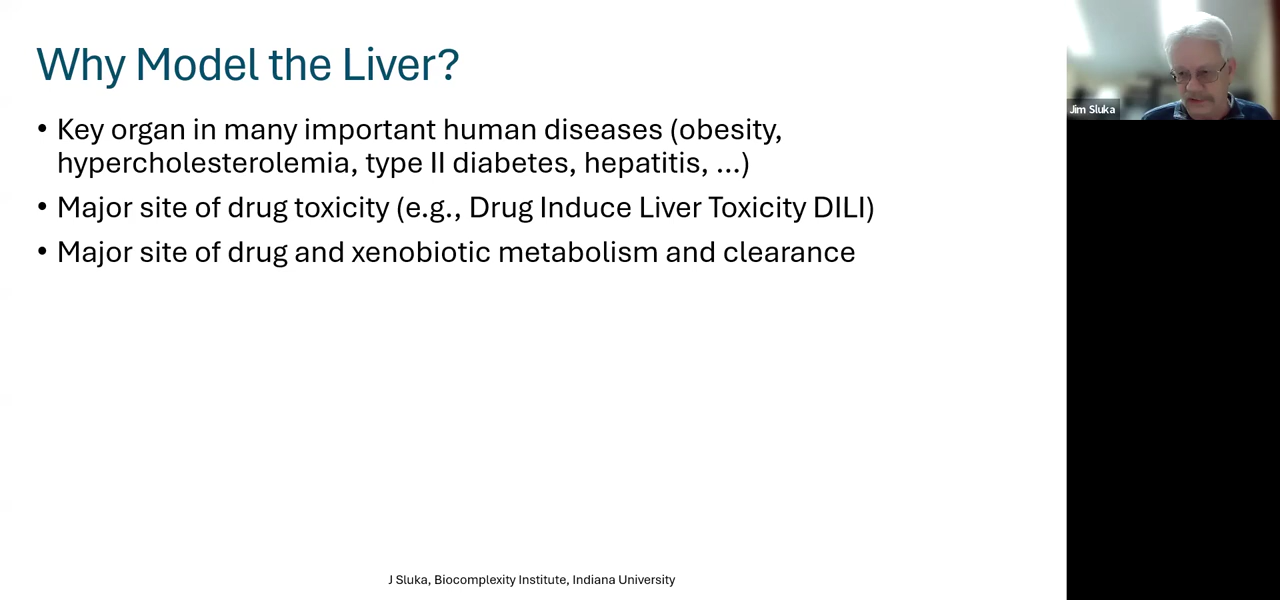 Why Model the Liver?
• Key organ in many important human diseases (obesity,
hypercholesterolemia, type II diabetes, hepatitis, ...)
• Major site of drug toxicity (e.g., Drug Induce Liver Toxicity DILI)
• Major site of drug and xenobiotic metabolism and clearance
J Sluka, Biocomplexity Institute, Indiana University
Jim Sluka